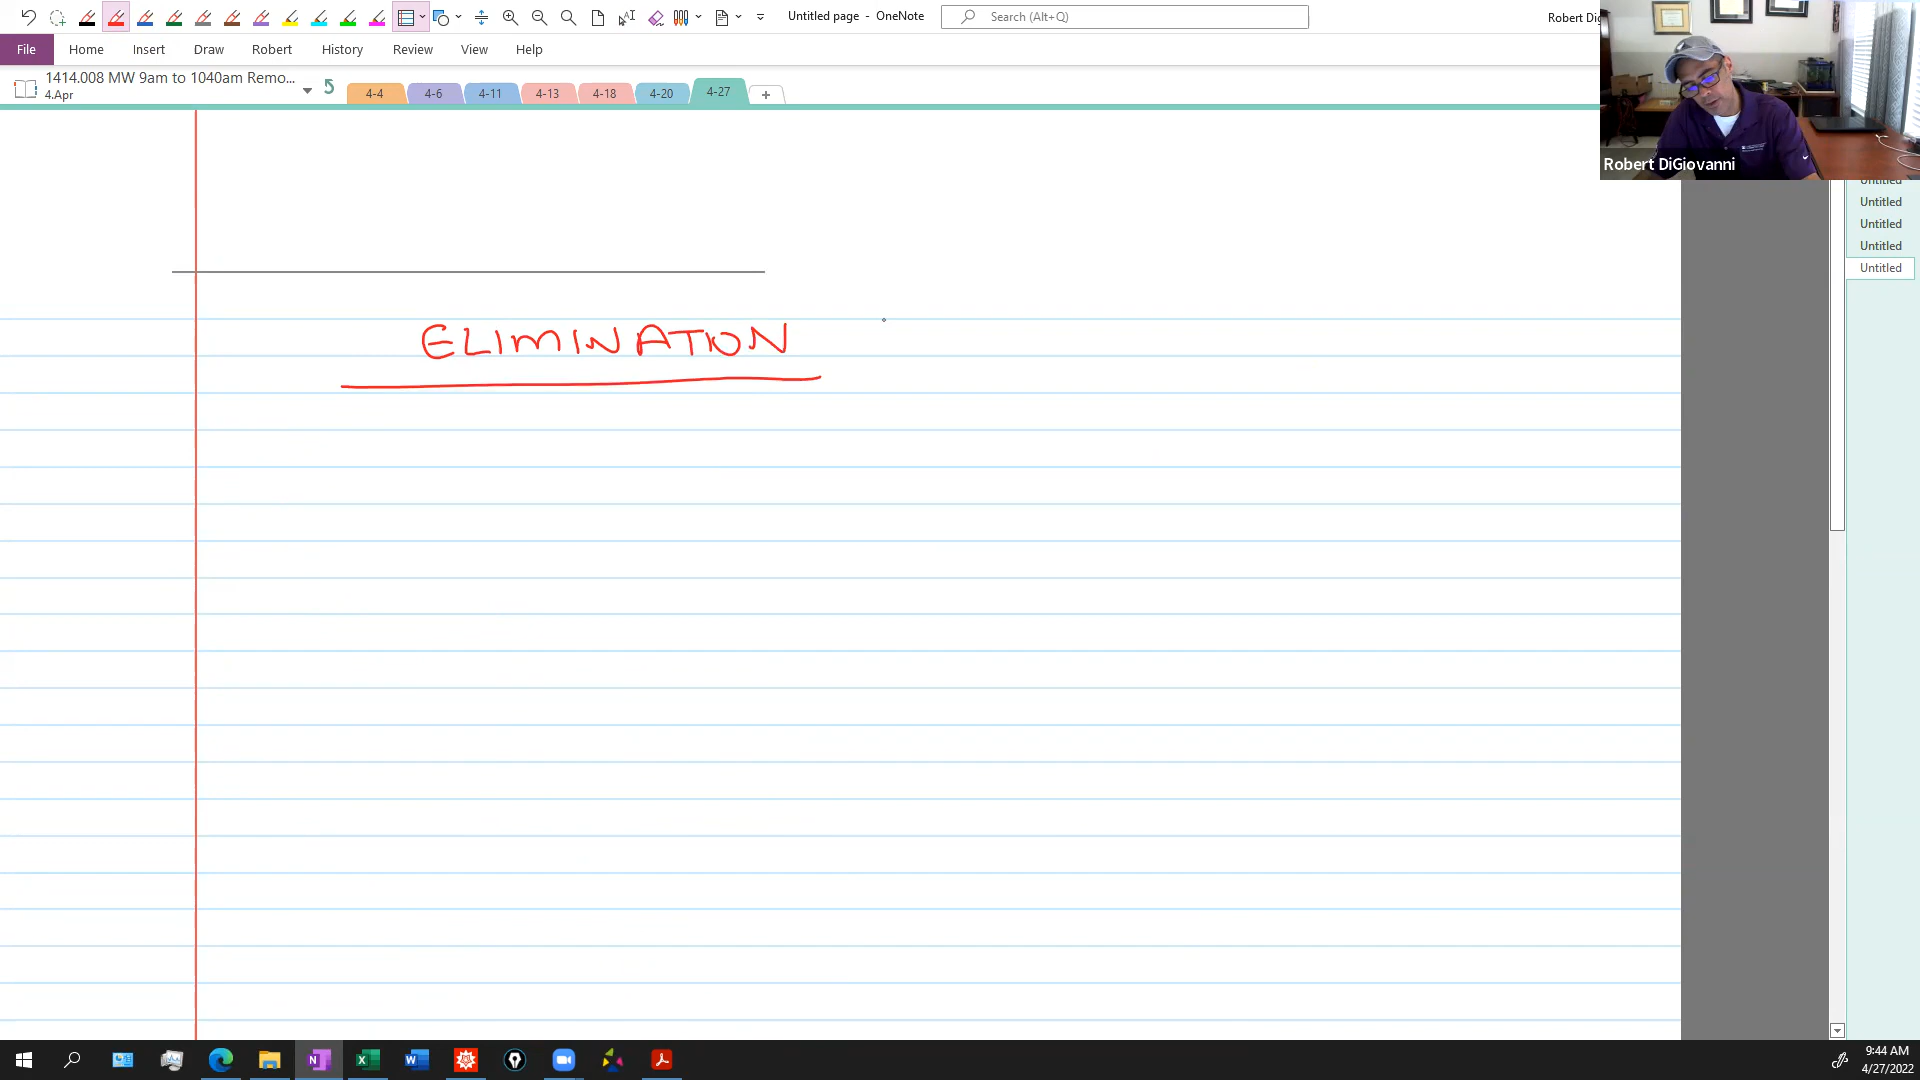 Untitled page - OneNote
Search (Alt+Q)
Robert Dig
File Home Insert Draw Robert History Review View Help
1414.008 MW 9am to 1040am Remo...
4.Apr
4-4 4-6 4-11 4-13 4-18 4-20 4-27
Robert DiGiovanni
Untitled
Untitled
Untitled
Untitled
Untitled
ELIMINATION
9:44 AM
4/27/2022